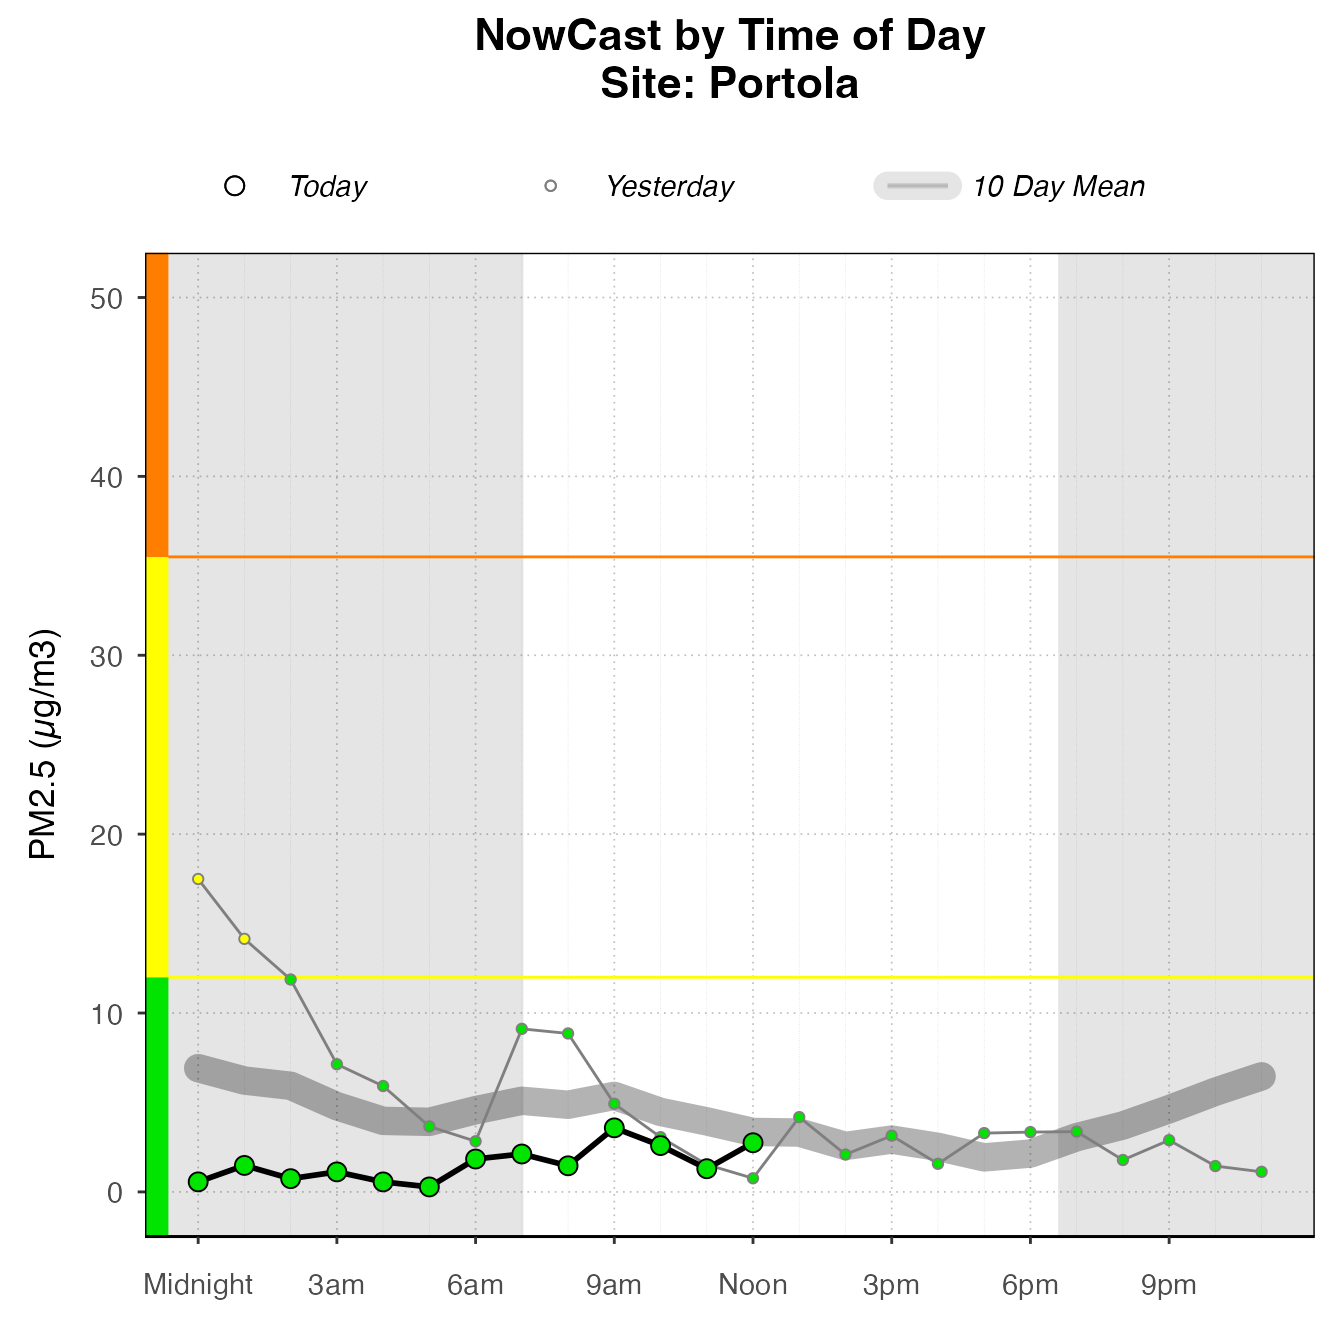 NowCast by Time of Day
Site: Portola
Today
Yesterday
10 Day Mean
PM2.5 (µg/m3)
50
40
30
20
10
0
Midnight
3am
6am
9am
Noon
3pm
6pm
9pm